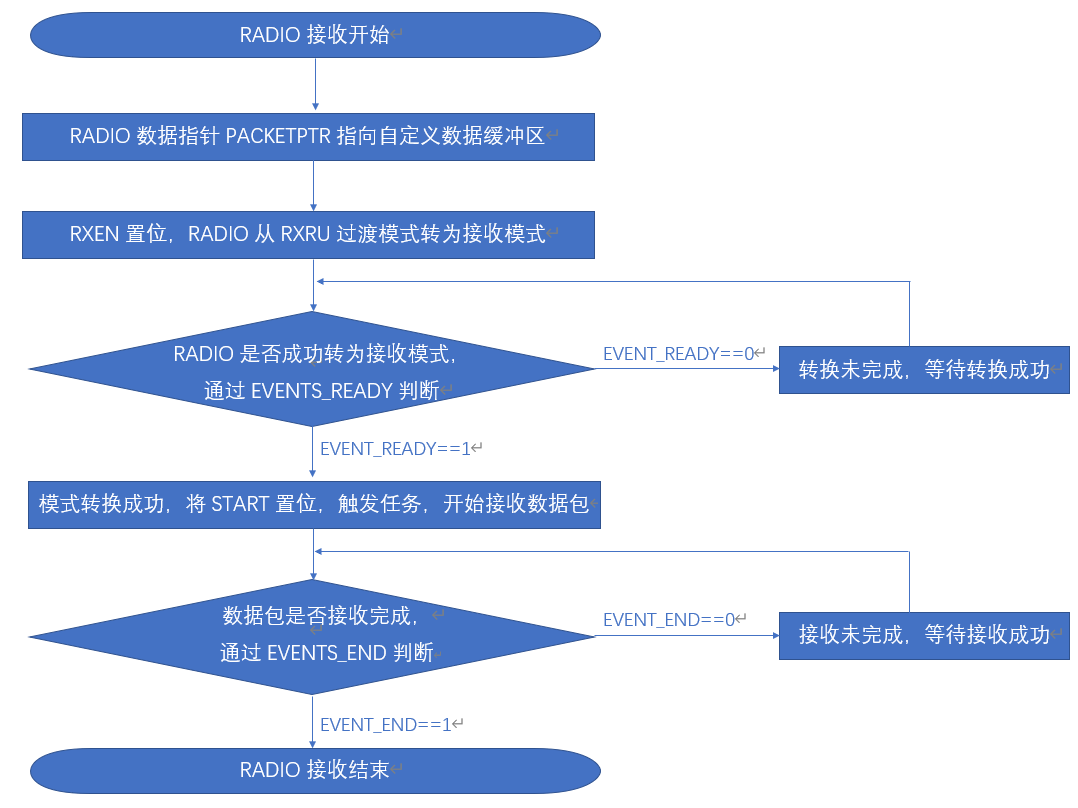 RADIO 接收开始
RADIO 数据指针 PACKETPTR 指向自定义数据缓冲区
RXEN 置位，RADIO 从 RXRU 过渡模式转为接收模式
RADIO 是否成功转为接收模式，
通过 EVENTS_READY 判断
EVENT_READY==0
转换未完成，等待转换成功
EVENT_READY==1
模式转换成功，将 START 置位，触发任务，开始接收数据包
数据包是否接收完成，
通过 EVENTS_END 判断
EVENT_END==0
接收未完成，等待接收成功
EVENT_END==1
RADIO 接收结束